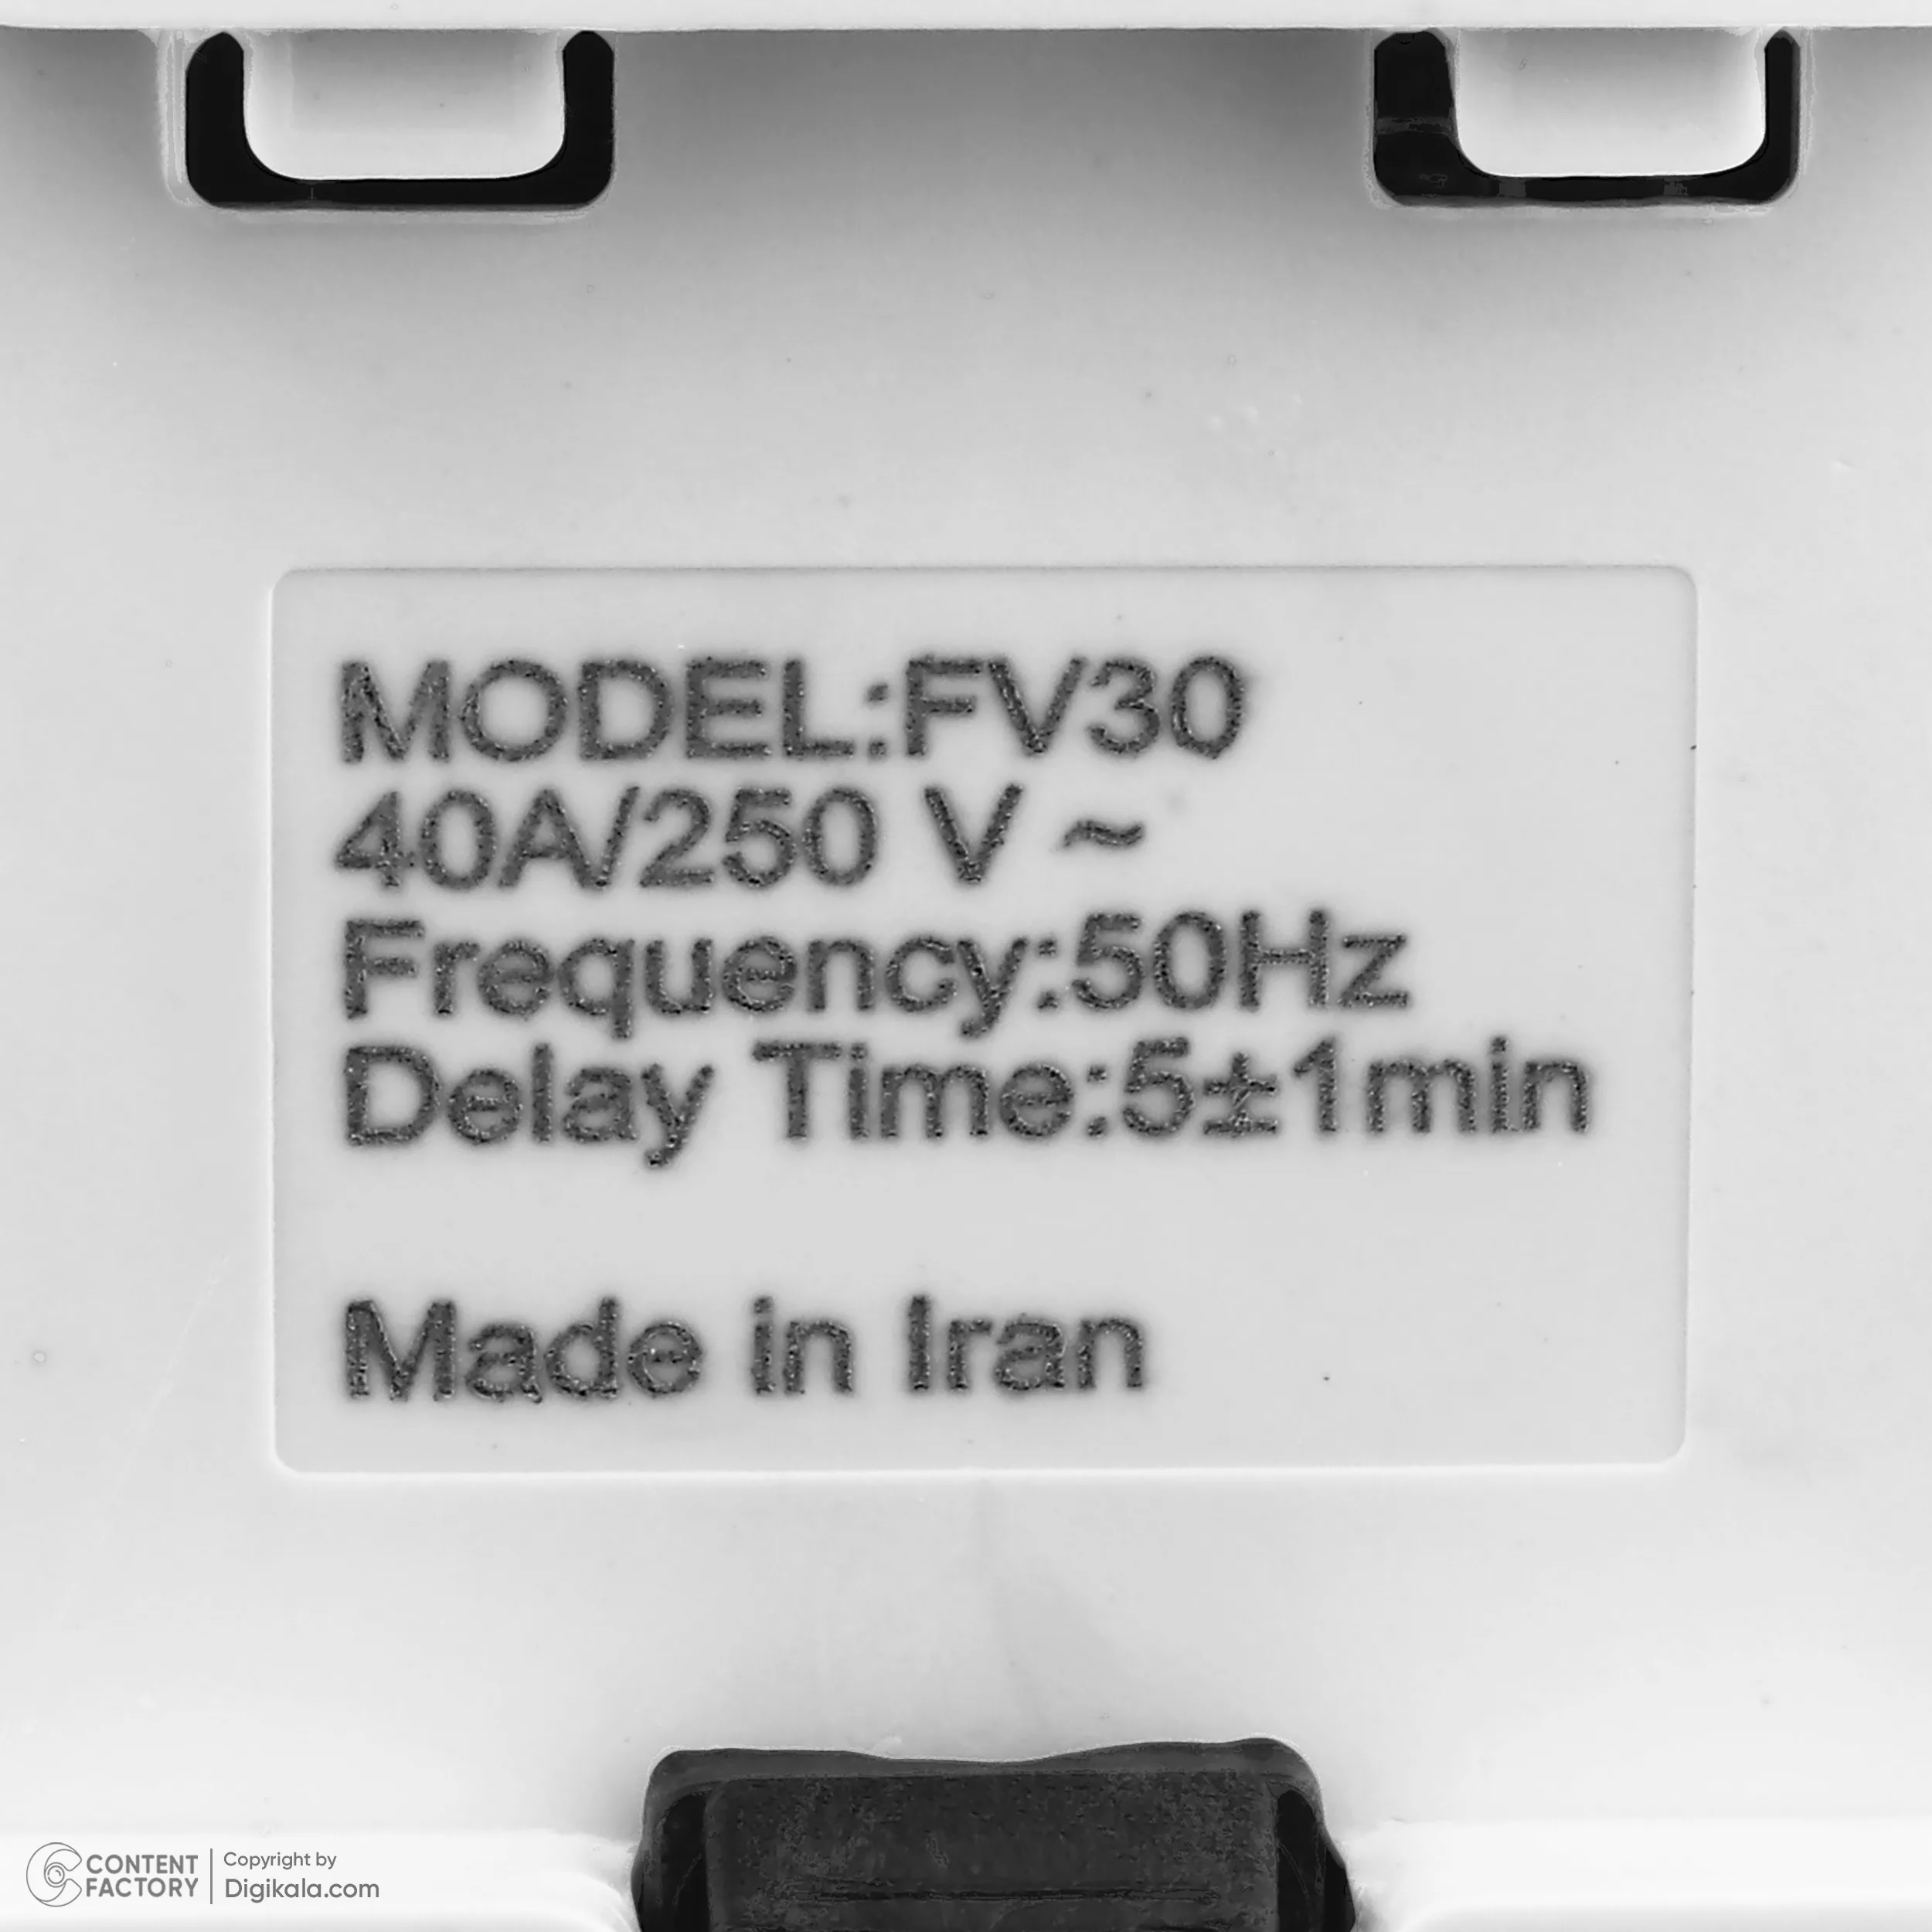 MODEL:FV30
40A/250 V ~
Frequency:50Hz
Delay Time:5±1min
Made in Iran
CONTENT
FACTORY
Copyright by
Digikala.com